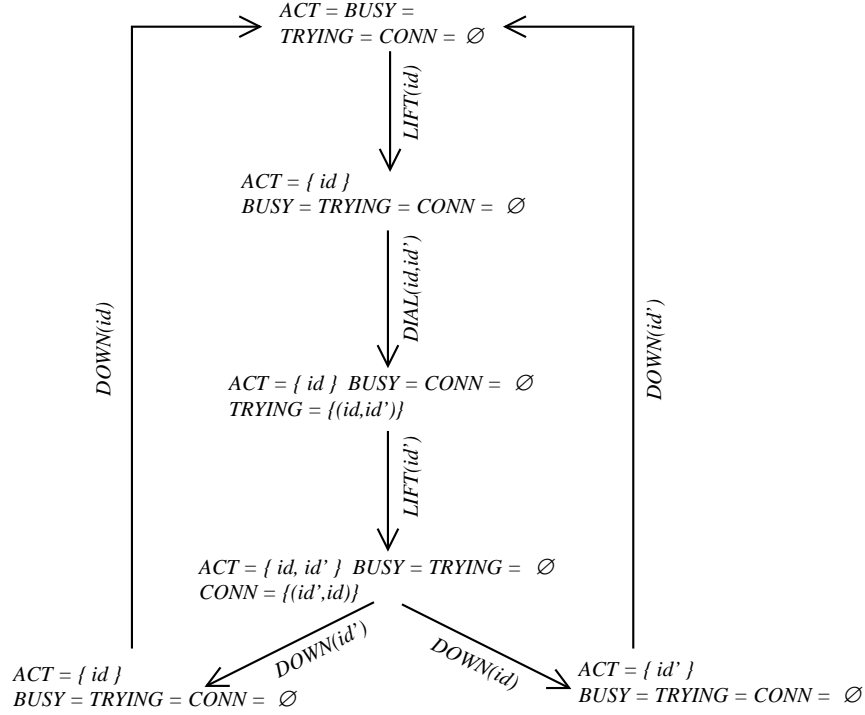 ACT = BUSY =
TRYING = CONN = ∅
LIFT(id)
ACT = { id }
BUSY = TRYING = CONN = ∅
DIAL(id,id’)
DOWN(id)
DOWN(id’)
ACT = { id } BUSY = CONN = ∅
TRYING = {(id,id’)}
LIFT(id’)
ACT = { id, id’ } BUSY = TRYING = ∅
CONN = {(id’,id)}
DOWN(id’)
DOWN(id)
ACT = { id }
BUSY = TRYING = CONN = ∅
ACT = { id’ }
BUSY = TRYING = CONN = ∅